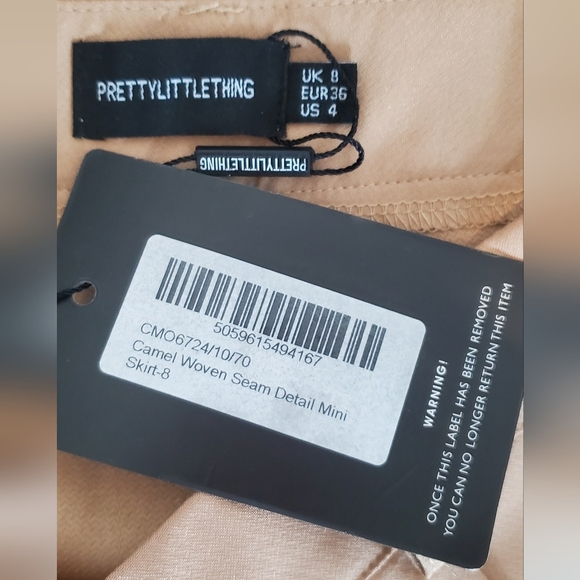 PRETTYLITTLETHING
UK 8
EUR 36
US 4
PRETTYLITTLETHING
5059615494167
CMO6724/10/70
Camel Woven Seam Detail Mini
Skirt-8
WARNING!
ONCE THIS LABEL HAS BEEN REMOVED
YOU CAN NO LONGER RETURN THIS ITEM